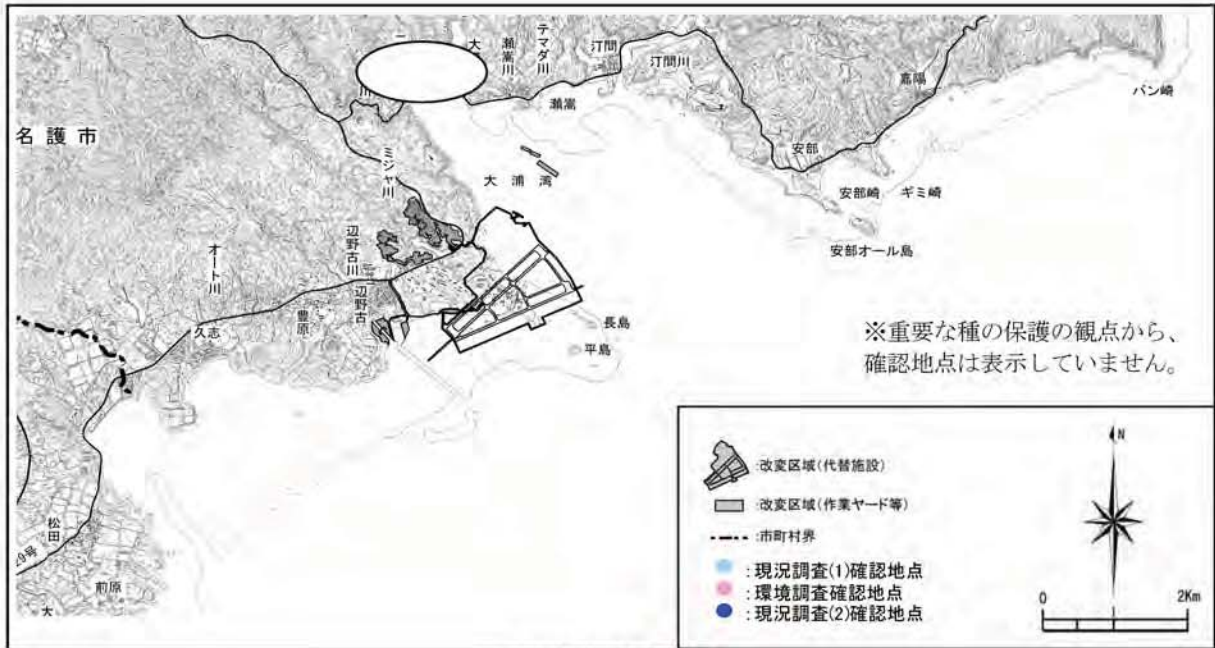 大
瀬嵩川
テマダ川
汀間
汀間川
嘉陽
バン崎
川
瀬嵩
名護市
安部
ミジャ川
大浦湾
安部崎
ギミ崎
安部オール島
オート川
辺野古川
辺野古
豊原
久志
長島
平島
※重要な種の保護の観点から、
確認地点は表示していません。
松田
前原
大
:改変区域(代替施設)
:改変区域(作業ヤード等)
:市町村界
:現況調査(1)確認地点
:環境調査確認地点
:現況調査(2)確認地点
N
0 2Km